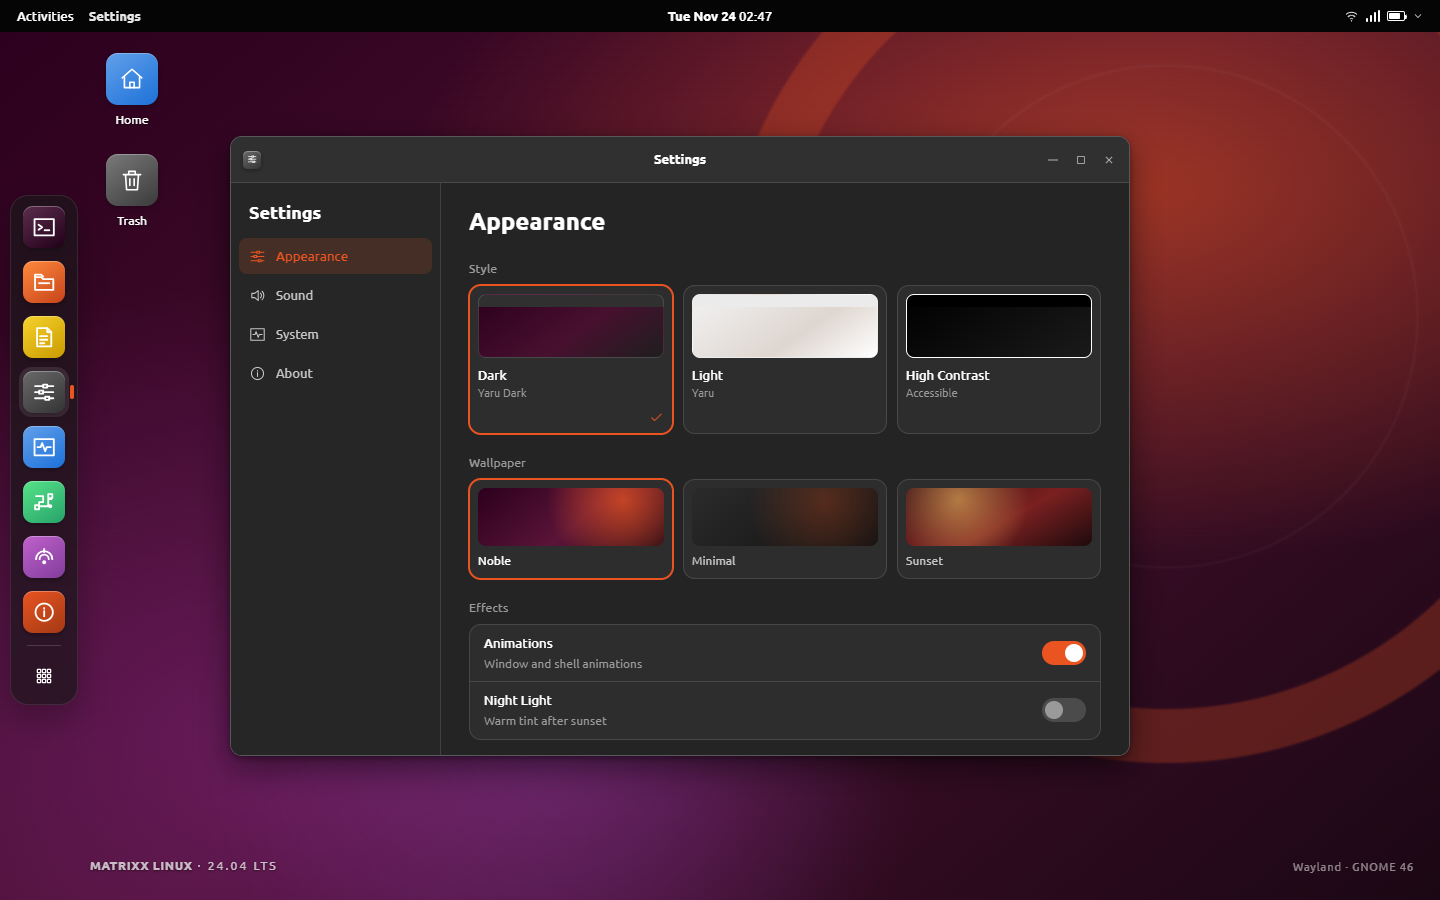 Activities Settings Tue Nov 24 02:47
Home
Trash
Settings
Settings
Appearance
Sound
System
About
Appearance
Style
Dark
Yaru Dark
Light
Yaru
High Contrast
Accessible
Wallpaper
Noble
Minimal
Sunset
Effects
Animations
Window and shell animations
Night Light
Warm tint after sunset
MATRIXX LINUX · 24.04 LTS
Wayland · GNOME 46